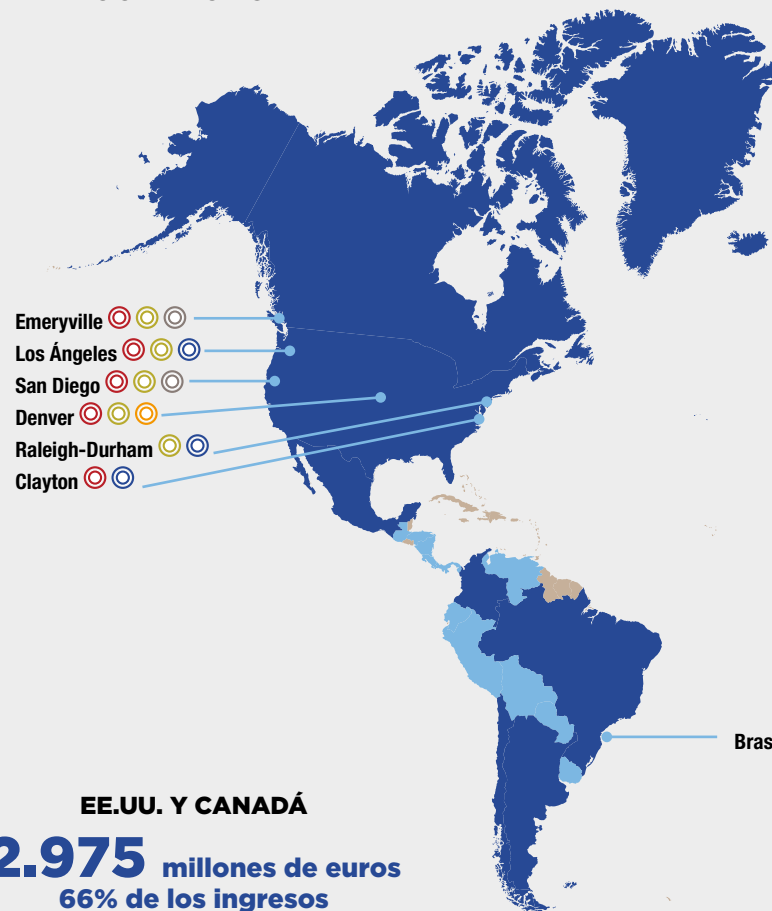 Emeryville
Los Ángeles
San Diego
Denver
Raleigh-Durham
Clayton
Bras
EE.UU. Y CANADÁ
2.975 millones de euros
66% de los ingresos